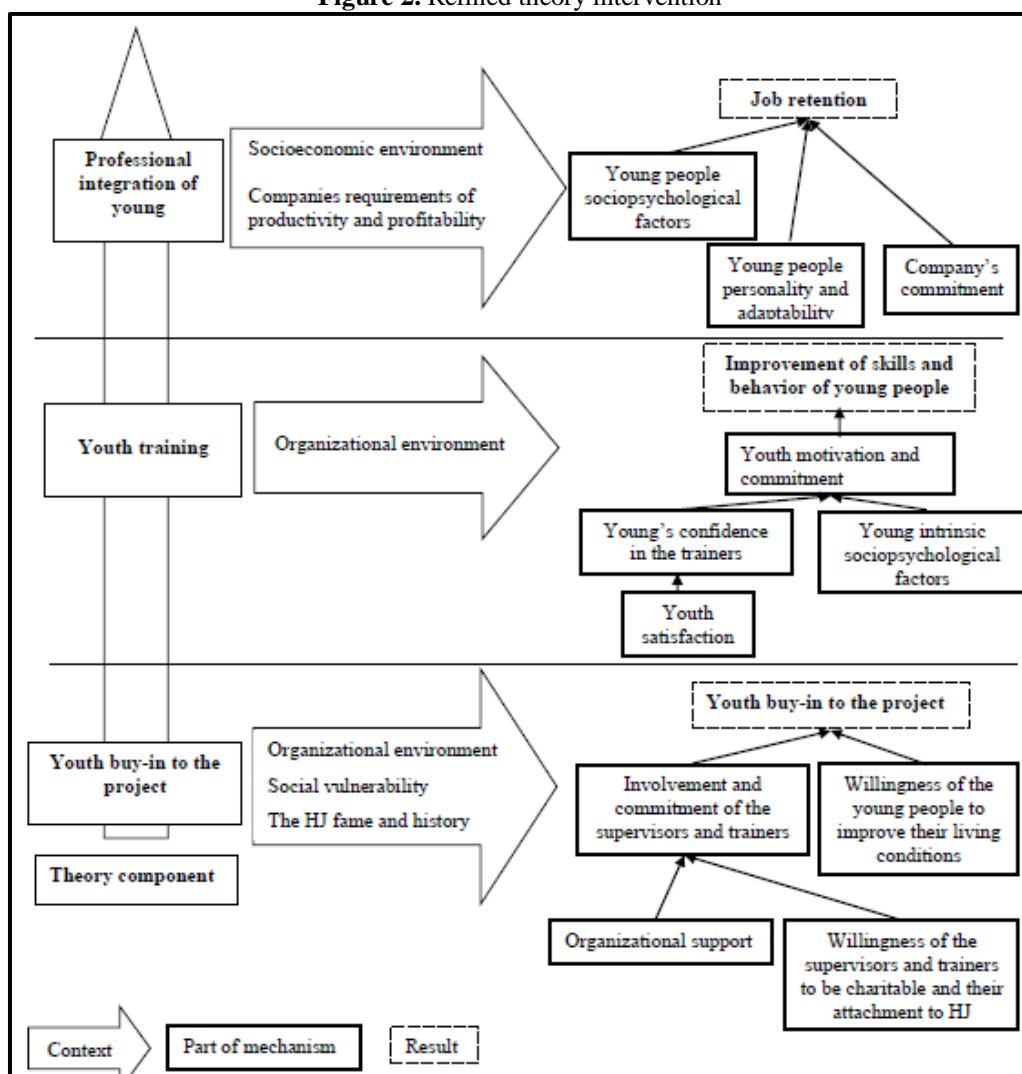 Figure 2. Refined theory intervention
Job retention
Professional
integration of
young
Socioeconomic environment
Companies requirements of
productivity and profitability
Young people
sociopsychological
factors
Young people
personality and
adaptability
Company's
commitment
Improvement of skills and
behavior of young people
Youth training
Organizational environment
Youth motivation and
commitment
Young's confidence
in the trainers
Young intrinsic
sociopsychological
factors
Youth
satisfaction
Youth buy-in to the project
Youth buy-in to the
project
Organizational environment
Social vulnerability
The HJ fame and history
Involvement and
commitment of the
supervisors and trainers
Willingness of the
young people to
improve their living
conditions
Theory component
Organizational support
Willingness of the
supervisors and trainers
to be charitable and their
attachment to HJ
Context
Part of mechanism
Result